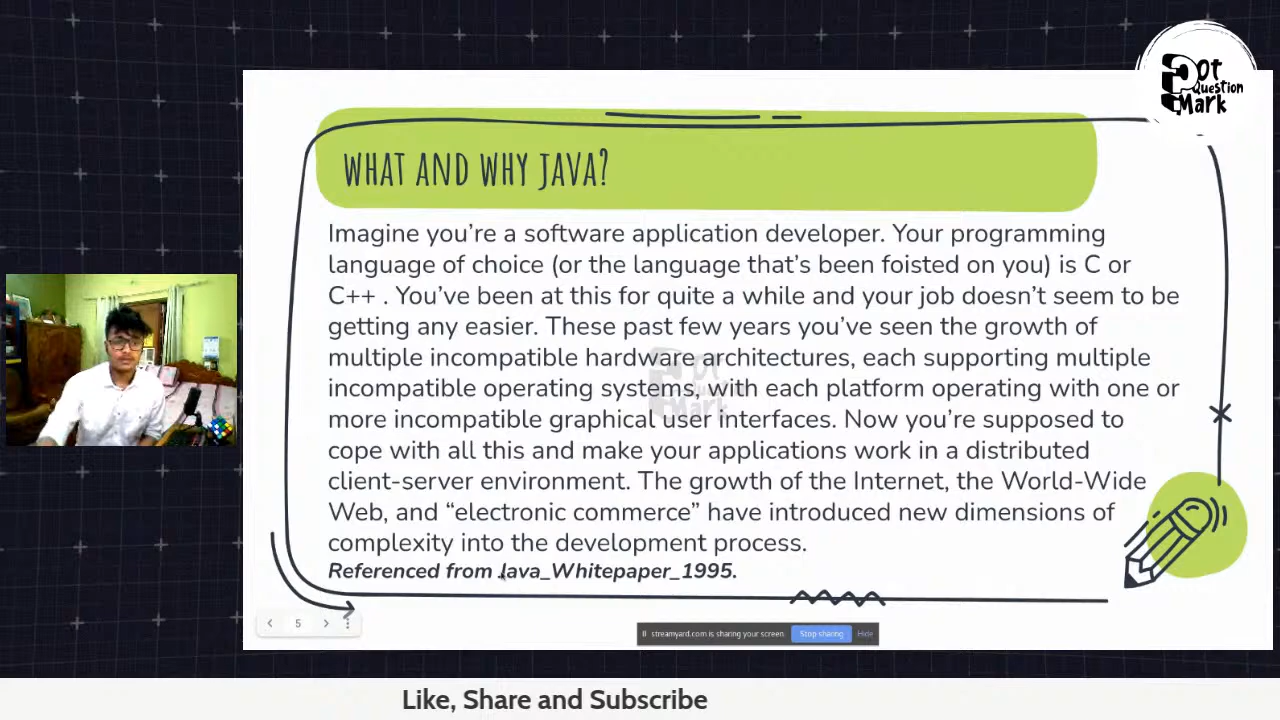 Dot
Question
Mark
WHAT AND WHY JAVA?
Imagine you're a software application developer. Your programming
language of choice (or the language that's been foisted on you) is C or
C++ . You've been at this for quite a while and your job doesn't seem to be
getting any easier. These past few years you've seen the growth of
multiple incompatible hardware architectures, each supporting multiple
incompatible operating systems, with each platform operating with one or
more incompatible graphical user interfaces. Now you're supposed to
cope with all this and make your applications work in a distributed
client-server environment. The growth of the Internet, the World-Wide
Web, and “electronic commerce” have introduced new dimensions of
complexity into the development process.
Referenced from Java_Whitepaper_1995.
5
streamyard.com is sharing your screen. Stop sharing Hide
Like, Share and Subscribe